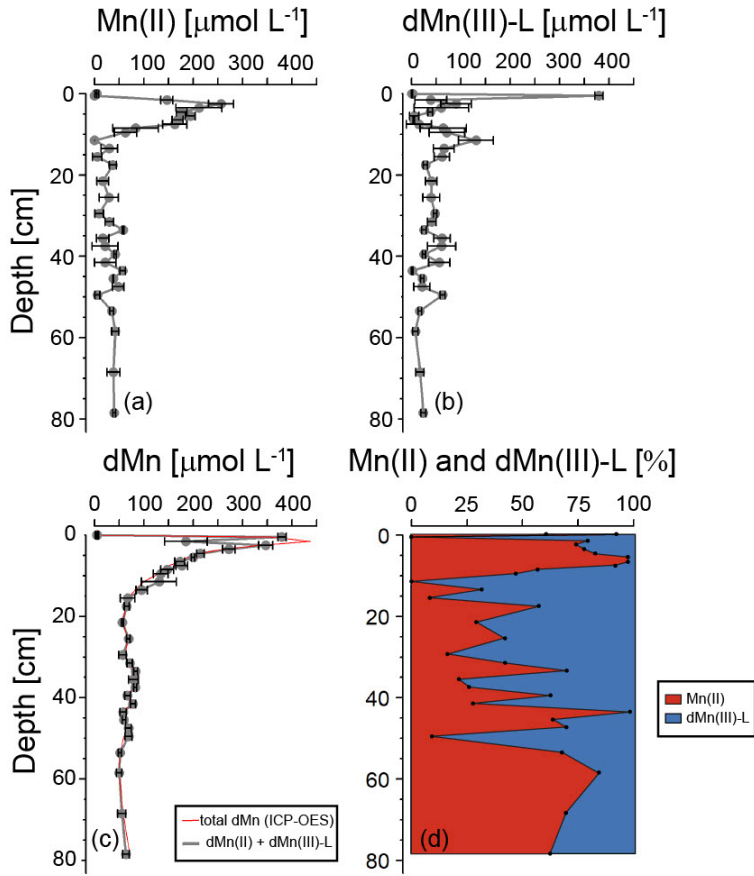 Mn(II) [µmol L-1]
0 100 200 300 400
0
20
40
60
80
Depth [cm]
(a)
dMn(III)-L [µmol L-1]
0 100 200 300 400
0
20
40
60
80
(b)
dMn [µmol L-1]
0 100 200 300 400
0
20
40
60
80
Depth [cm]
total dMn (ICP-OES)
dMn(II) + dMn(III)-L
(c)
Mn(II) and dMn(III)-L [%]
0 25 50 75 100
0
20
40
60
80
(d)
Mn(II)
dMn(III)-L